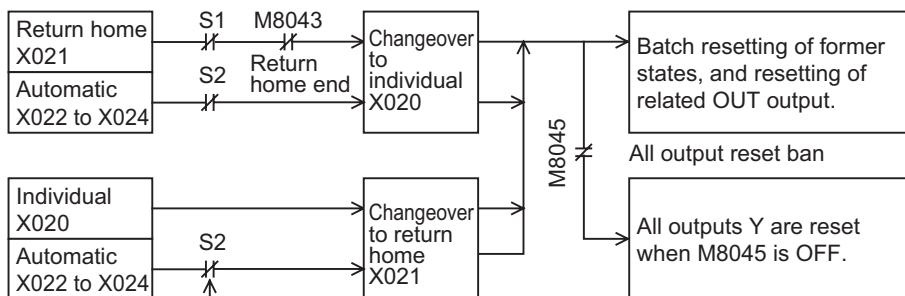 Return home
X021
S1
M8043
Return
home end
Automatic
X022 to X024
S2
Changeover
to
individual
X020
Batch resetting of former
states, and resetting of
related OUT output.
M8045
All output reset ban
Individual
X020
Automatic
X022 to X024
S2
Changeover
to return
home
X021
All outputs Y are reset
when M8045 is OFF.